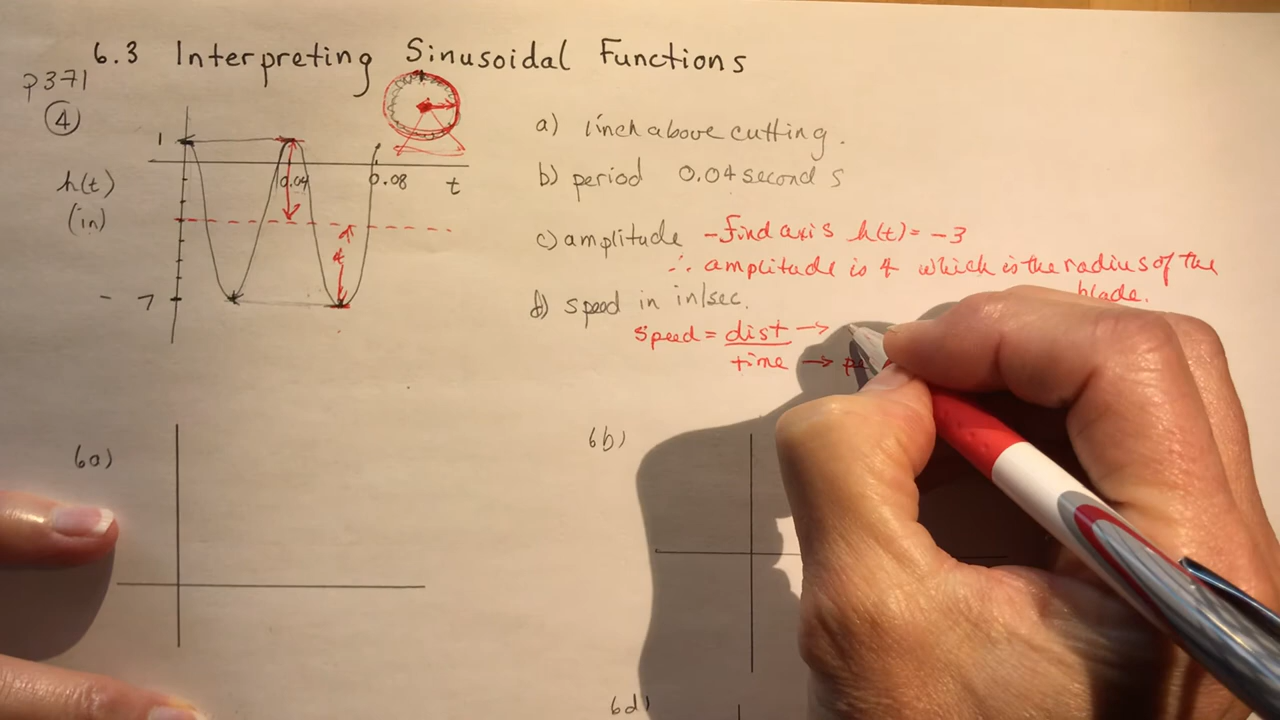 6.3 Interpreting Sinusoidal Functions
p371
4
1
h(t)
(in)
0.04
0.08
t
- 7
a) 1 inch above cutting.
b) period 0.04 seconds
c) amplitude - find axis h(t) = -3
∴ amplitude is 4 which is the radius of the
blade.
4
d) speed in in/sec.
speed = dist →
time → pe
6a)
6b)
6d)